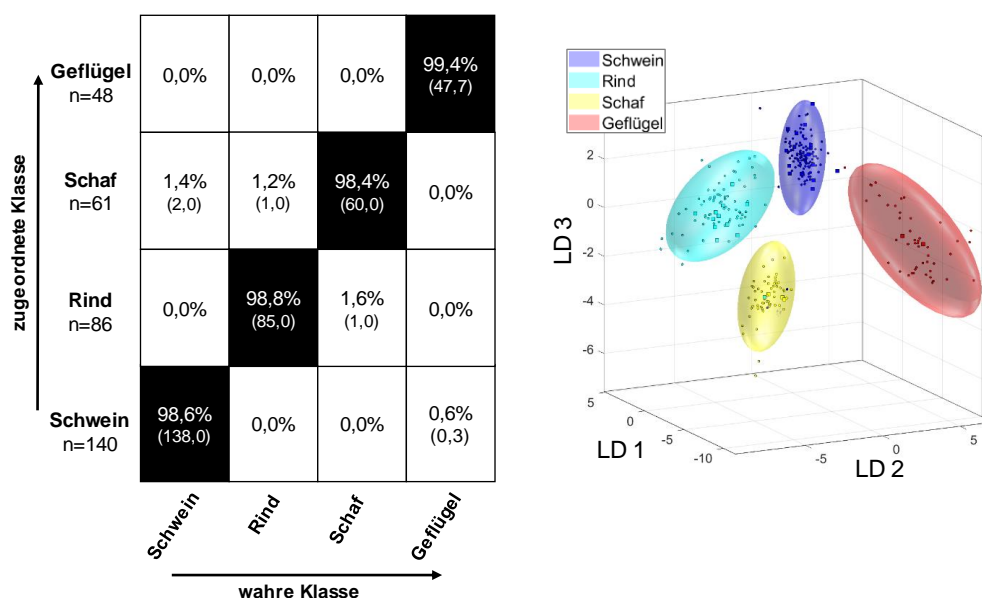 zugeordnete Klasse
Geflügel
n=48
0,0%
0,0%
0,0%
99,4%
(47,7)
Schaf
n=61
1,4%
(2,0)
1,2%
(1,0)
98,4%
(60,0)
0,0%
Rind
n=86
0,0%
98,8%
(85,0)
1,6%
(1,0)
0,0%
Schwein
n=140
98,6%
(138,0)
0,0%
0,0%
0,6%
(0,3)
Schwein
Rind
Schaf
Geflügel
wahre Klasse
Schwein
Rind
Schaf
Geflügel
LD 3
2
0
-2
-4
-6
5
0
-5
-10
LD 1
-5
0
5
LD 2